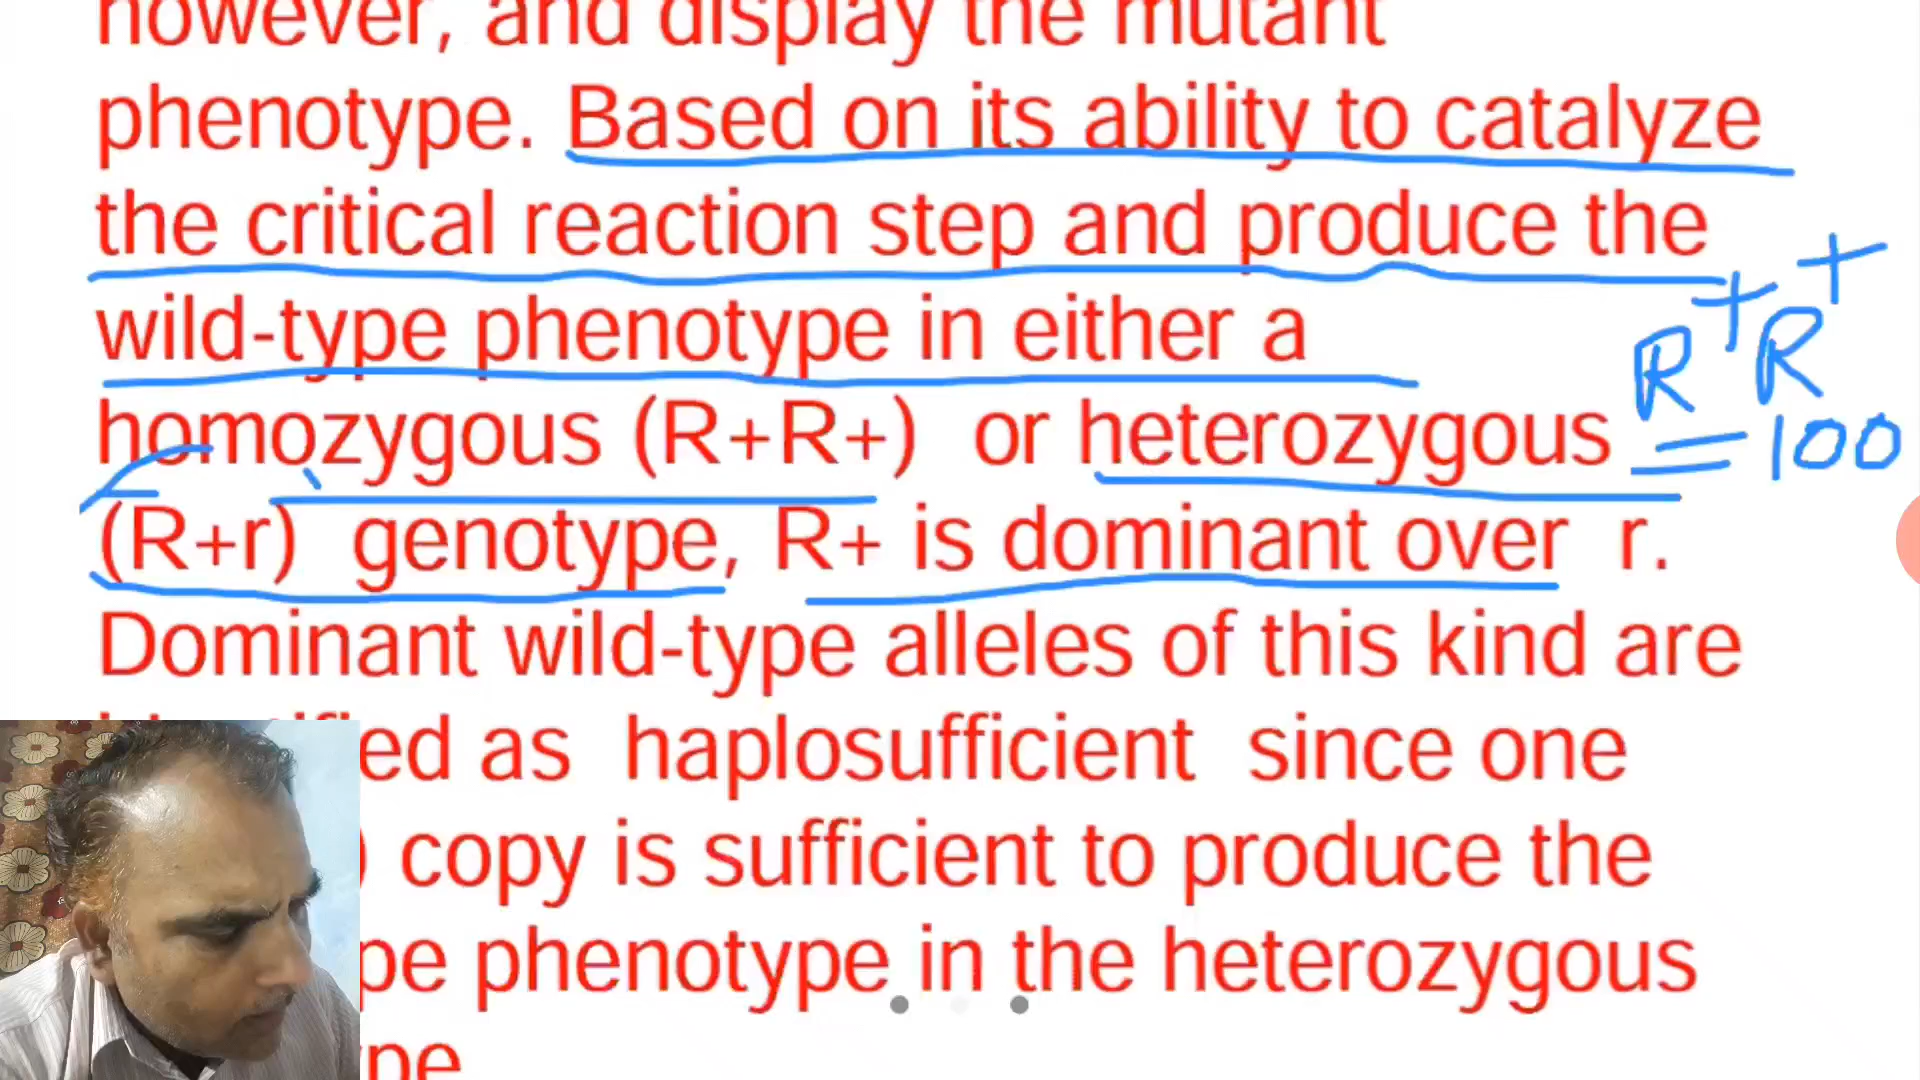 however, and display the mutant
phenotype. Based on its ability to catalyze
the critical reaction step and produce the
wild-type phenotype in either a
homozygous (R+R+) or heterozygous
(R+r) genotype, R+ is dominant over r.
Dominant wild-type alleles of this kind are
as haplosufficient since one
copy is sufficient to produce the
phenotype in the heterozygous
R+R+
= 100